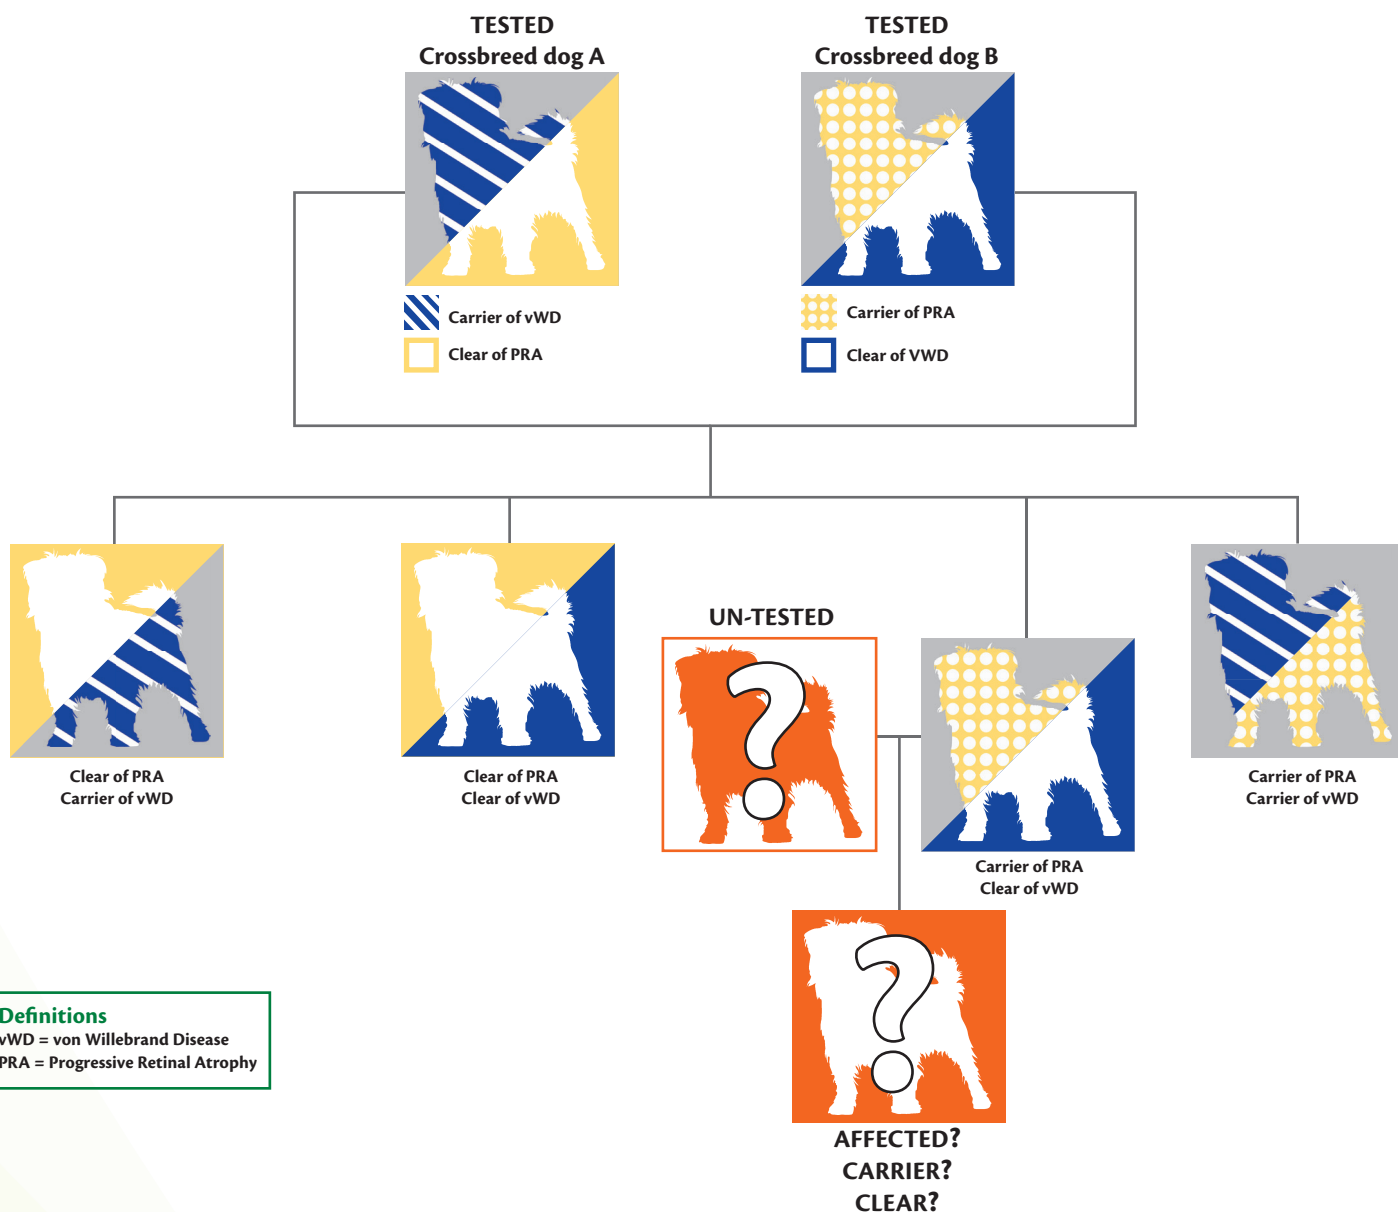 TESTED
Crossbreed dog A
TESTED
Crossbreed dog B
Carrier of vWD
Clear of PRA
Carrier of PRA
Clear of VWD
UN-TESTED
?
Clear of PRA
Carrier of vWD
Clear of PRA
Clear of vWD
Carrier of PRA
Clear of vWD
Carrier of PRA
Carrier of vWD
?
AFFECTED?
CARRIER?
CLEAR?
Definitions
vWD = von Willebrand Disease
PRA = Progressive Retinal Atrophy